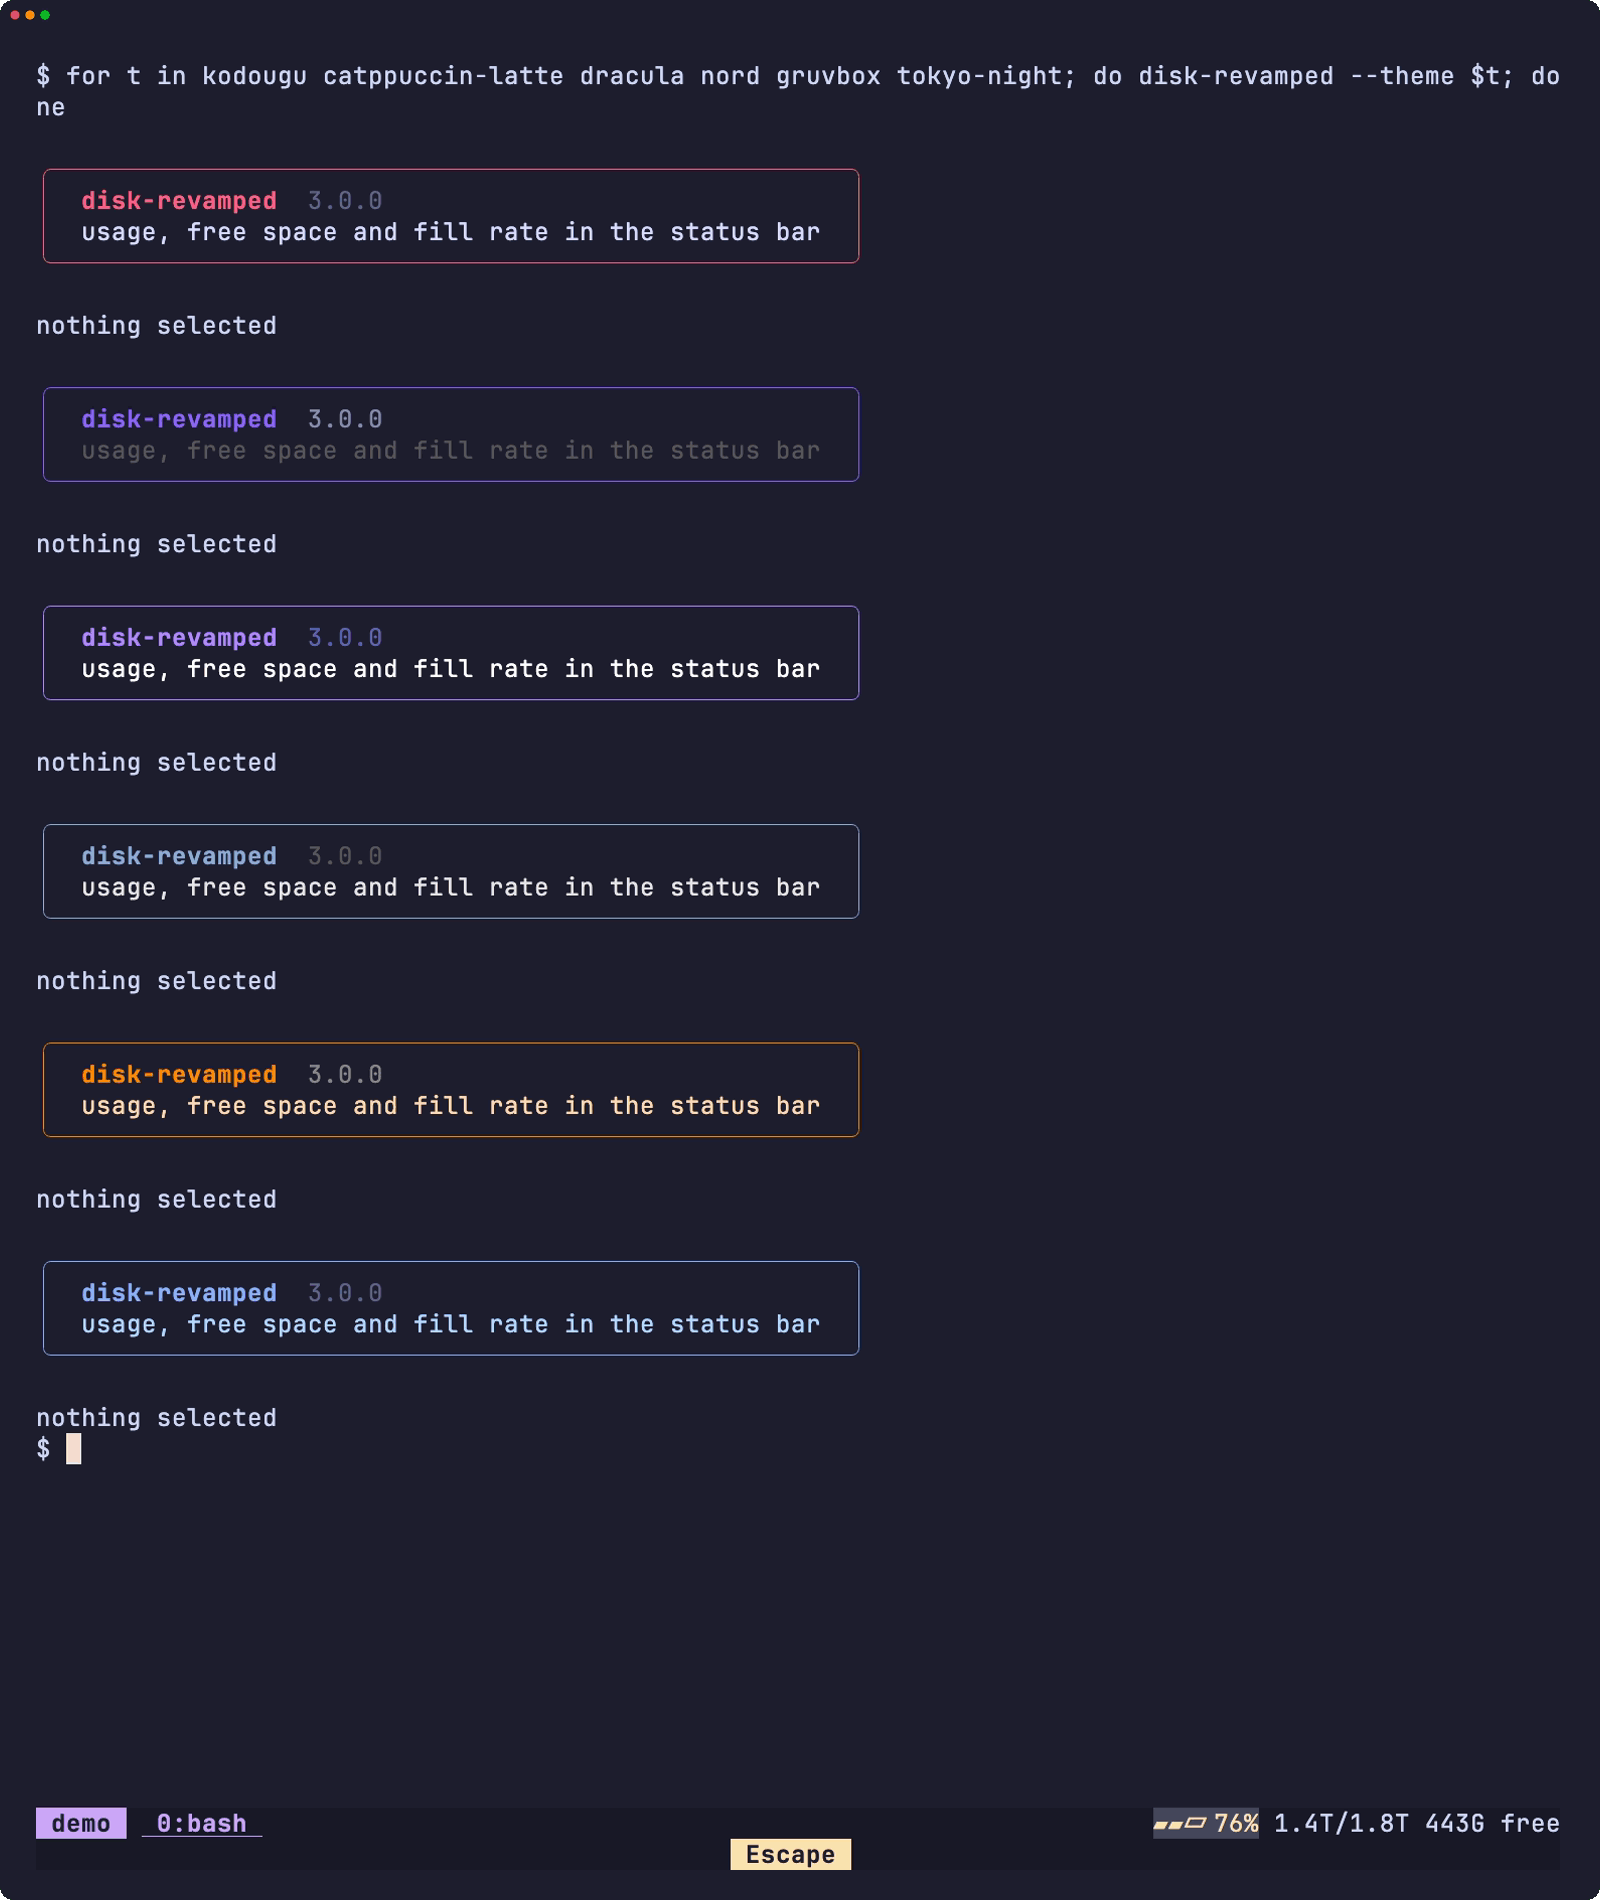 $ for t in kodougu catppuccin-latte dracula nord gruvbox tokyo-night; do disk-revamped --theme $t; do
ne
disk-revamped 3.0.0
usage, free space and fill rate in the status bar
nothing selected
disk-revamped 3.0.0
usage, free space and fill rate in the status bar
nothing selected
disk-revamped 3.0.0
usage, free space and fill rate in the status bar
nothing selected
disk-revamped 3.0.0
usage, free space and fill rate in the status bar
nothing selected
disk-revamped 3.0.0
usage, free space and fill rate in the status bar
nothing selected
disk-revamped 3.0.0
usage, free space and fill rate in the status bar
nothing selected
$
demo 0:bash ▰▰▱ 76% 1.4T/1.8T 443G free
Escape